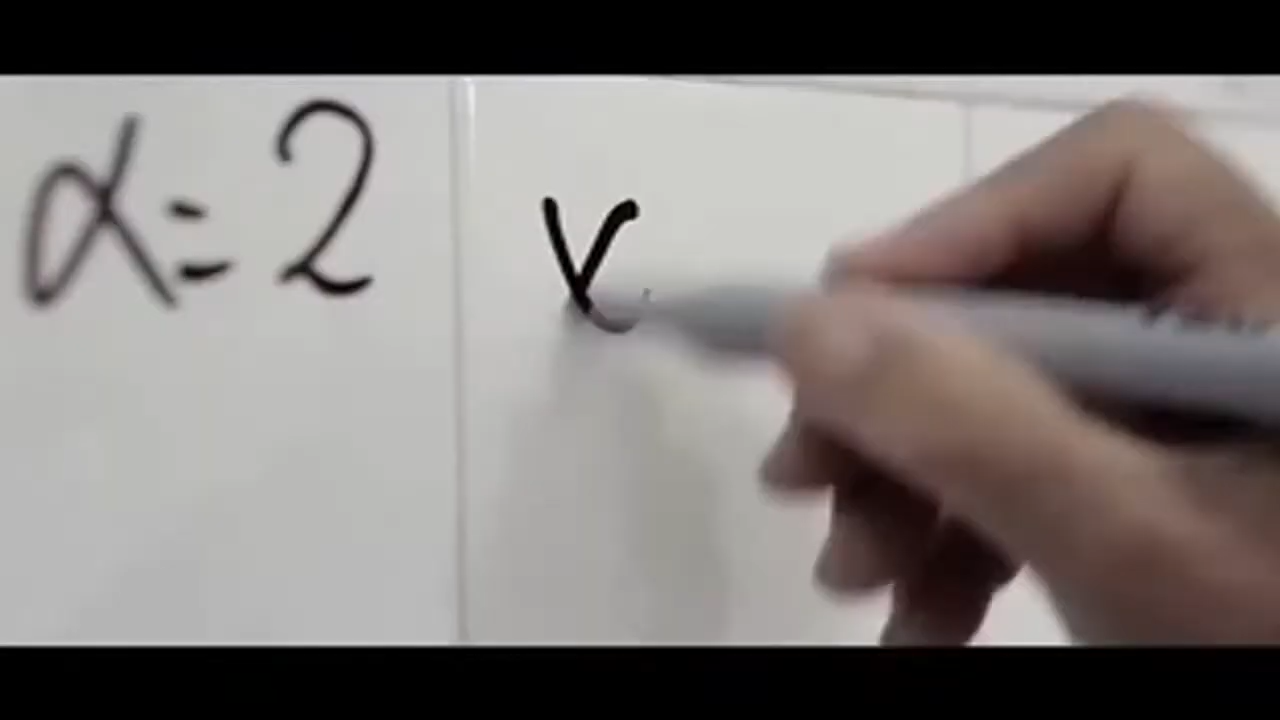 α = 2